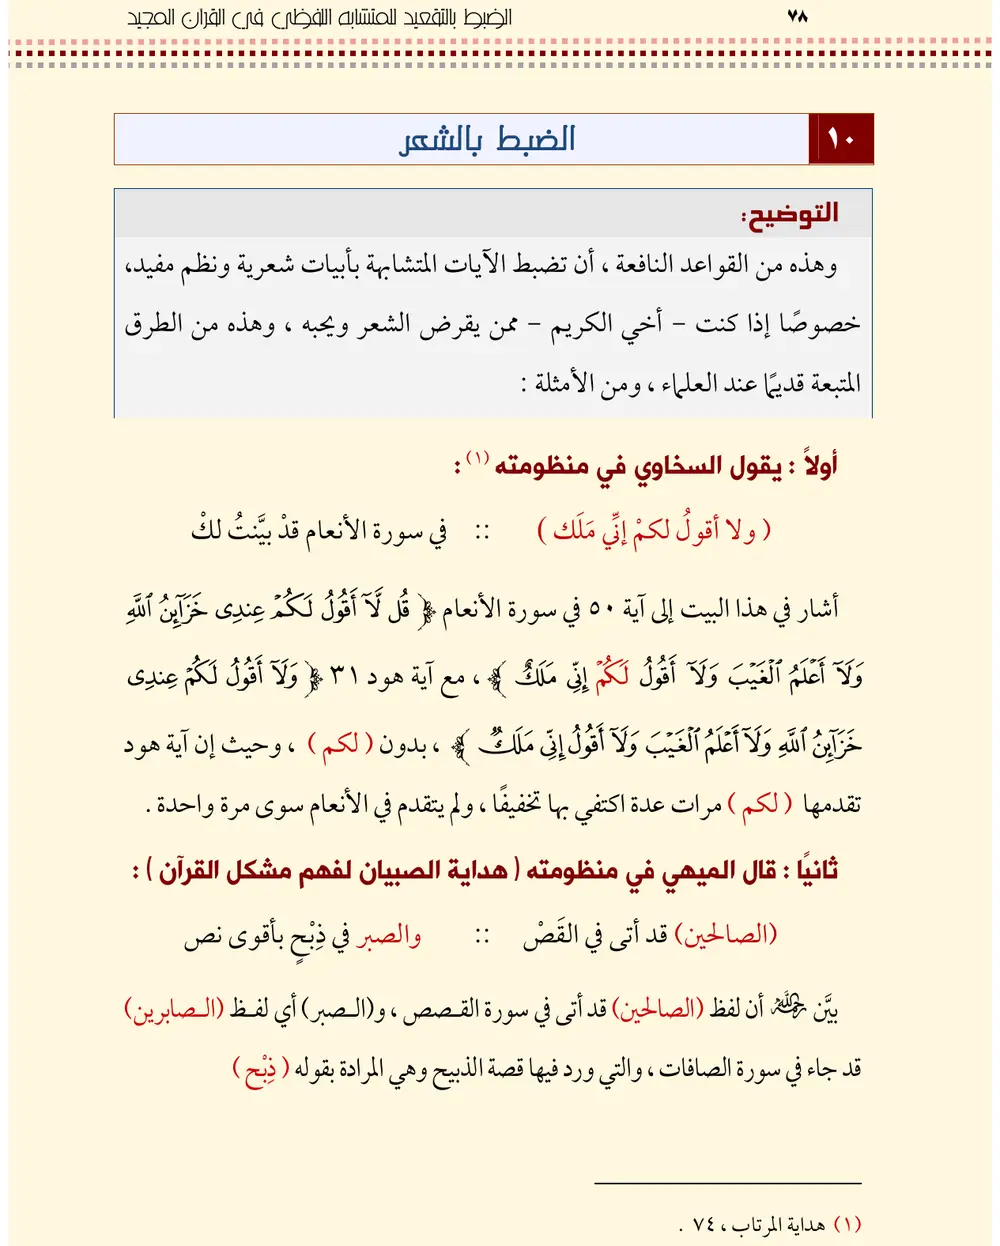 ٧٨ الضبط بالتقعيد للمتشابه اللفظي في القرآن المجيد
١٠ الضبط بالشعر
التوضيح:
وهذه من القواعد النافعة ، أن تضبط الآيات المتشابهة بأبيات شعرية ونظم مفيد،
خصوصًا إذا كنت – أخي الكريم – ممن يقرض الشعر ويحبه ، وهذه من الطرق
المتبعة قديمًا عند العلماء ، ومن الأمثلة :
أولاً : يقول السخاوي في منظومته (١) :
( ولا أقولُ لكمْ إنِّي مَلَك ) :: في سورة الأنعام قدْ بيَّنتُ لكْ
أشار في هذا البيت إلى آية ٥٠ في سورة الأنعام ﴿ قُل لَّآ أَقُولُ لَكُمْ عِندِى خَزَآئِنُ ٱللَّهِ
وَلَآ أَعْلَمُ ٱلْغَيْبَ وَلَآ أَقُولُ لَكُمْ إِنِّى مَلَكٌ ﴾ ، مع آية هود ٣١ ﴿ وَلَآ أَقُولُ لَكُمْ عِندِى
خَزَآئِنُ ٱللَّهِ وَلَآ أَعْلَمُ ٱلْغَيْبَ وَلَآ أَقُولُ إِنِّى مَلَكٌ ﴾ ، بدون ( لكم ) ، وحيث إن آية هود
تقدمها ( لكم ) مرات عدة اكتفي بها تخفيفًا ، ولم يتقدم في الأنعام سوى مرة واحدة .
ثانيًا : قال الميهي في منظومته ( هداية الصبيان لفهم مشكل القرآن ) :
(الصالحين) قد أتى في القَصْ :: والصبر في ذِبْحٍ بأقوى نص
بيَّن رحمه الله أن لفظ (الصالحين) قد أتى في سورة القـصص ، و(الـصبر) أي لفـظ (الـصابرين)
قد جاء في سورة الصافات ، والتي ورد فيها قصة الذبيح وهي المرادة بقوله ( ذِبْح )
(١) هداية المرتاب ، ٧٤ .